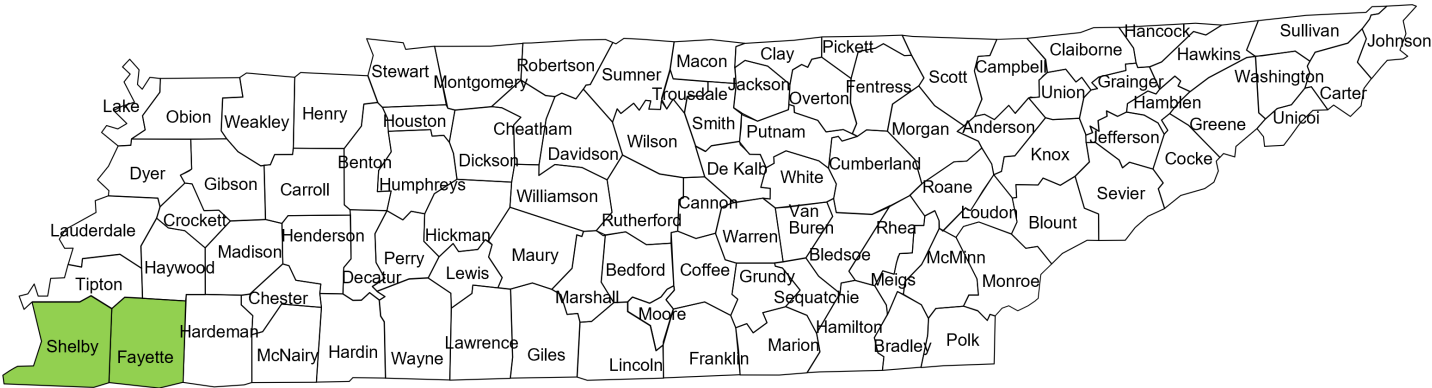 Hancock
Johnson
Sullivan
Claiborne
Hawkins
Pickett
Clay
Macon
Robertson
Sumner
Stewart
Montgomery
Scott
Campbell
Grainger
Washington
Carter
Union
Hamblen
Fentress
Jackson
Overton
Trousdale
Lake
Obion
Weakley
Henry
Houston
Cheatham
Smith
Putnam
Morgan
Anderson
Jefferson
Greene
Unicoi
Wilson
Davidson
Dickson
Benton
Humphreys
Dyer
Gibson
Carroll
De Kalb
White
Cumberland
Knox
Cocke
Roane
Sevier
Williamson
Rutherford
Cannon
Van
Buren
Loudon
Blount
Crockett
Lauderdale
Madison
Henderson
Hickman
Warren
Rhea
Bledsoe
McMinn
Haywood
Tipton
Decatur
Perry
Lewis
Maury
Bedford
Coffee
Grundy
Meigs
Monroe
Chester
Marshall
Sequatchie
Moore
Hardeman
Shelby
Fayette
McNairy
Hardin
Wayne
Lawrence
Giles
Lincoln
Franklin
Marion
Hamilton
Bradley
Polk